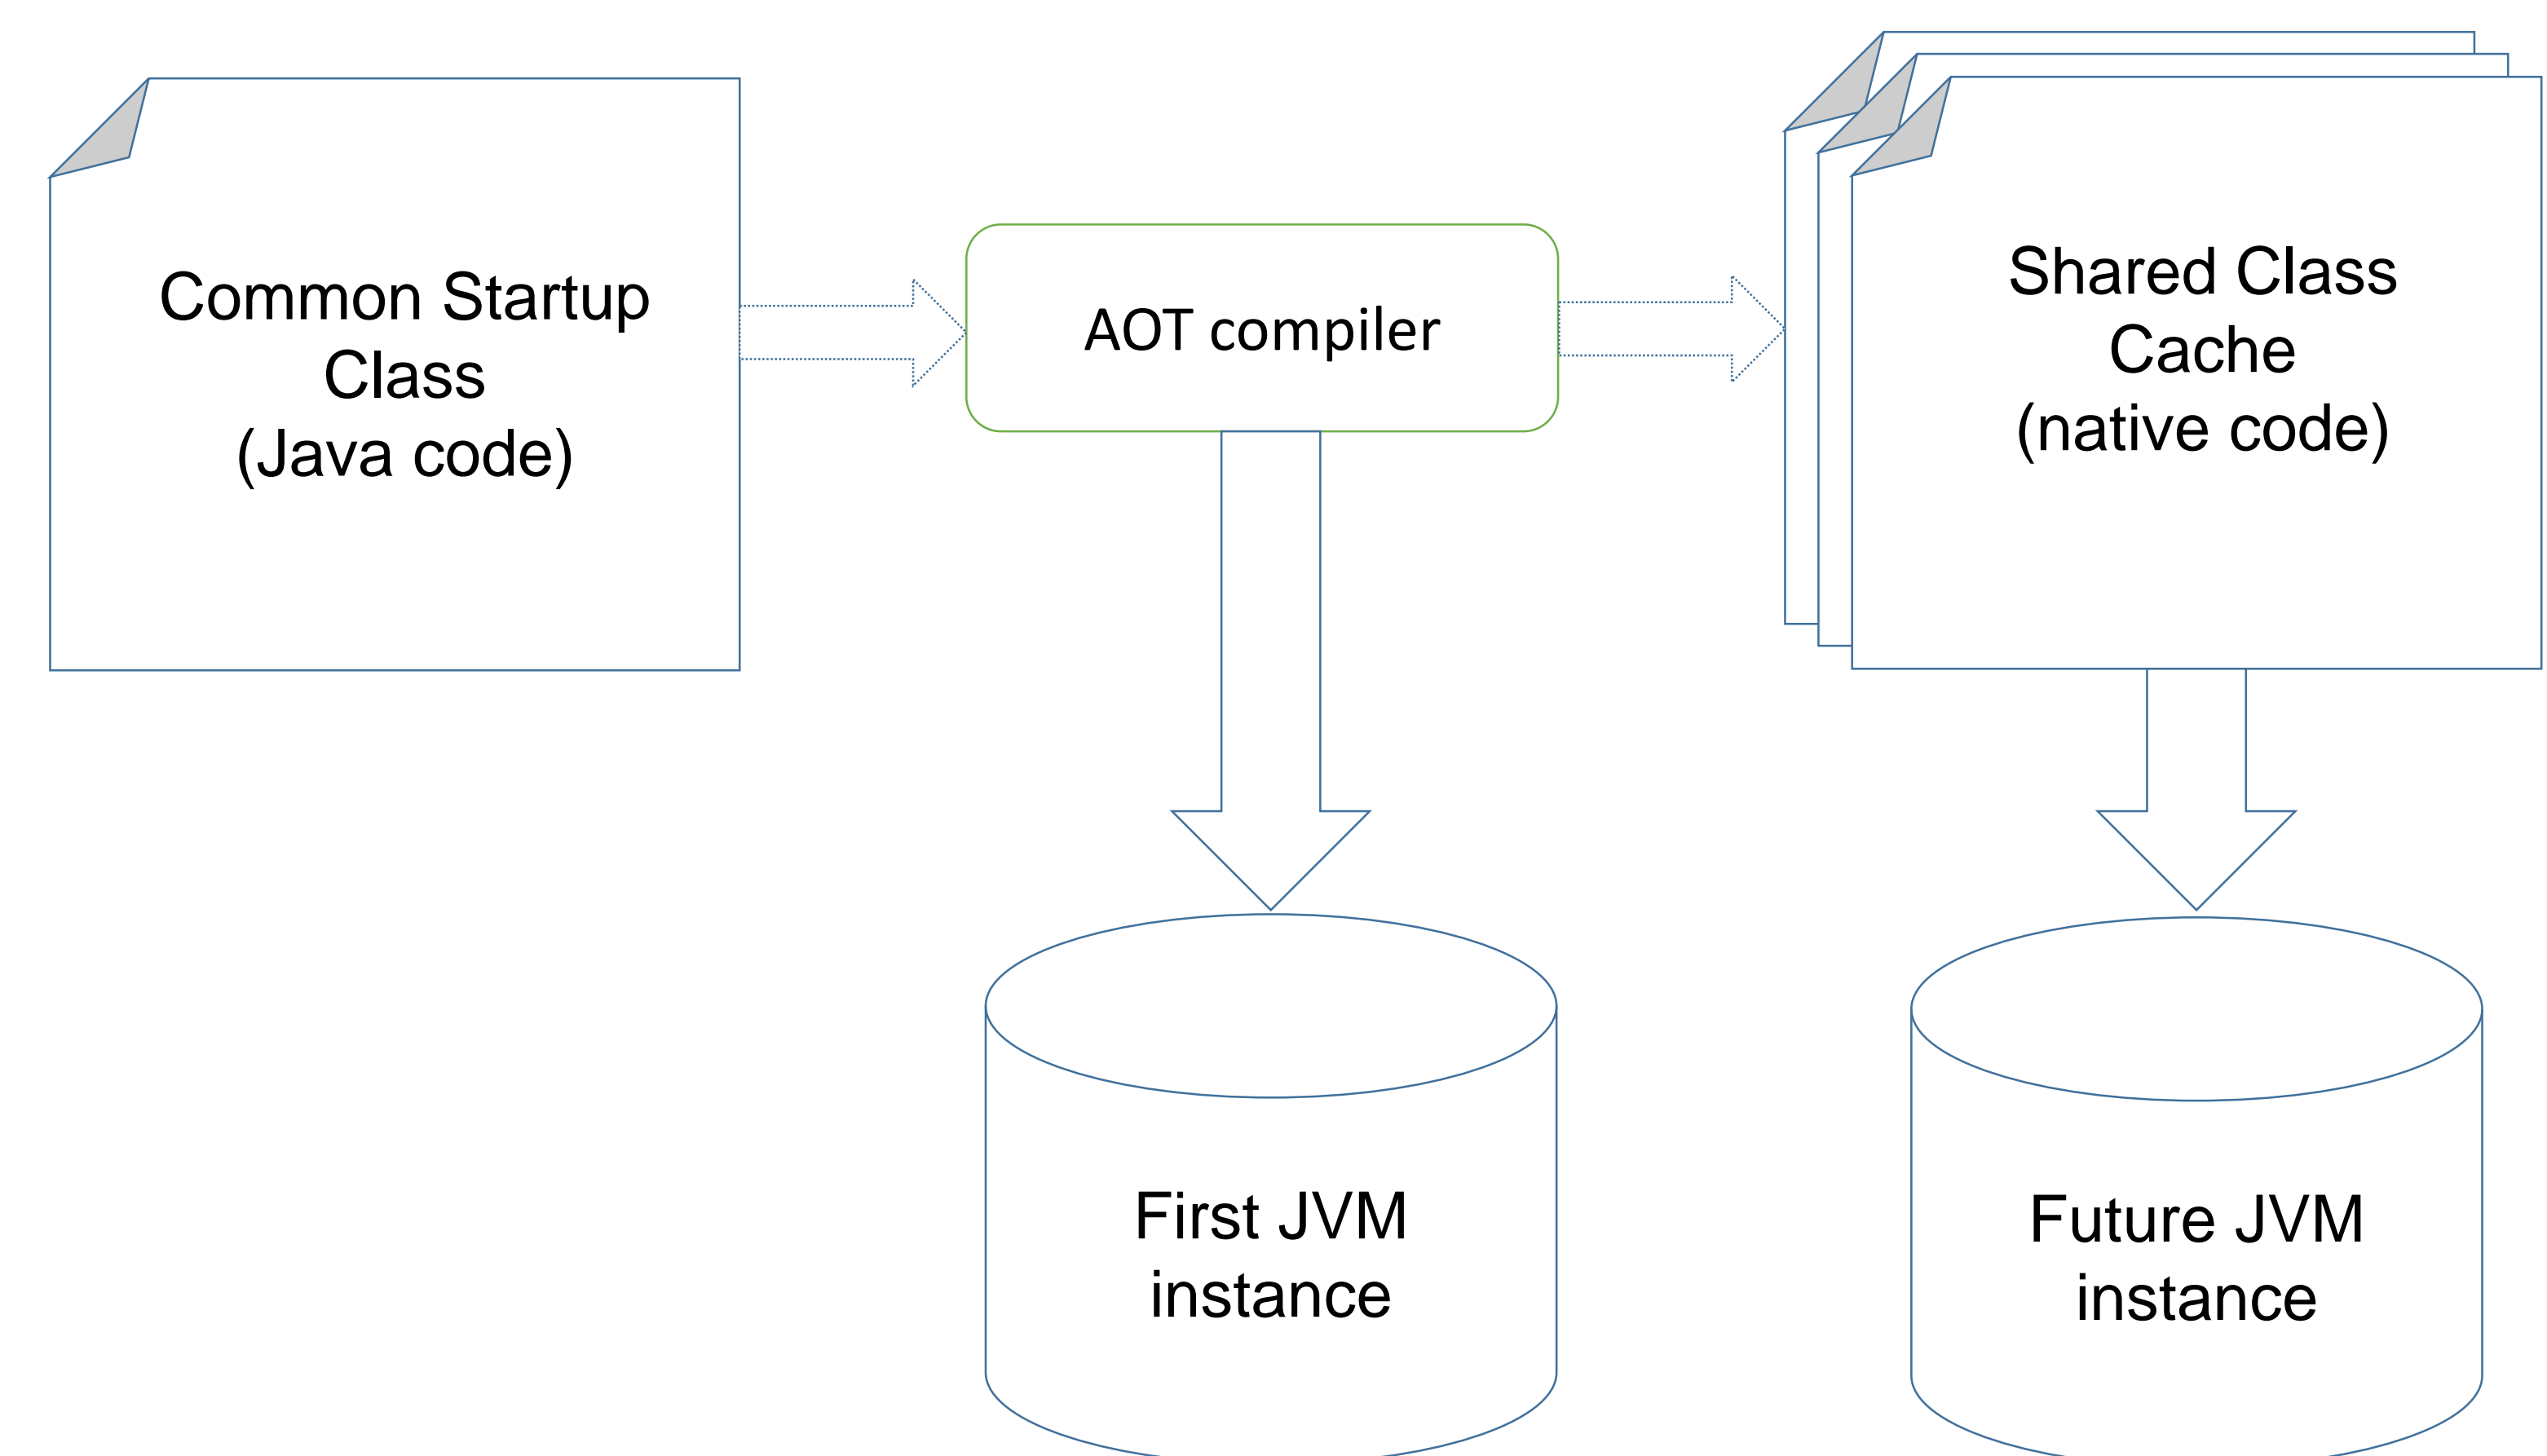 Common Startup
Class
(Java code)
AOT compiler
Shared Class
Cache
(native code)
First JVM
instance
Future JVM
instance